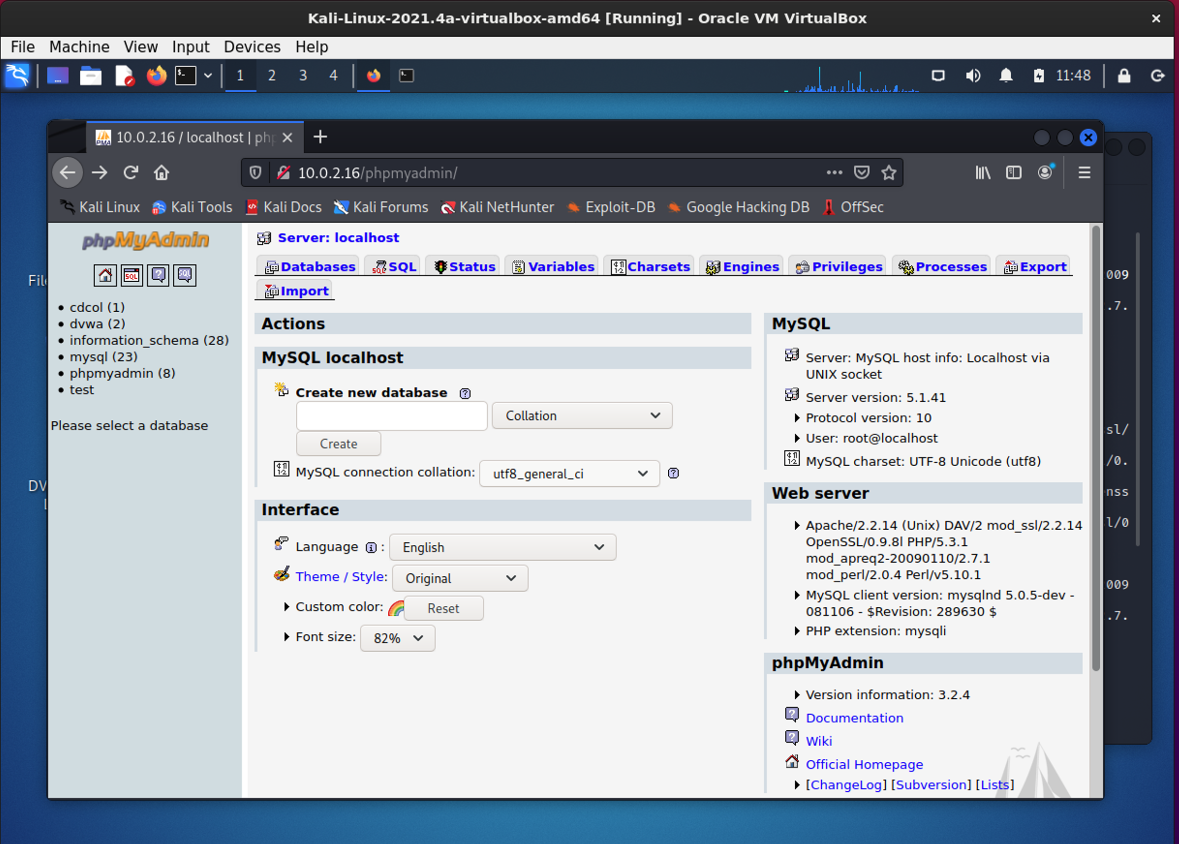 Kali-Linux-2021.4a-virtualbox-amd64 [Running] - Oracle VM VirtualBox
File Machine View Input Devices Help
1 2 3 4 11:48
10.0.2.16 / localhost | php
10.0.2.16/phpmyadmin/
Kali Linux Kali Tools Kali Docs Kali Forums Kali NetHunter Exploit-DB Google Hacking DB OffSec
phpMyAdmin
SQL
cdcol (1)
dvwa (2)
information_schema (28)
mysql (23)
phpmyadmin (8)
test
Please select a database
Server: localhost
Databases SQL Status Variables Charsets Engines Privileges Processes Export
Import
Actions
MySQL localhost
Create new database
Collation
Create
MySQL connection collation: utf8_general_ci
Interface
Language : English
Theme / Style: Original
Custom color: Reset
Font size: 82%
MySQL
Server: MySQL host info: Localhost via
UNIX socket
Server version: 5.1.41
Protocol version: 10
User: root@localhost
MySQL charset: UTF-8 Unicode (utf8)
Web server
Apache/2.2.14 (Unix) DAV/2 mod_ssl/2.2.14
OpenSSL/0.9.8l PHP/5.3.1
mod_apreq2-20090110/2.7.1
mod_perl/2.0.4 Perl/v5.10.1
MySQL client version: mysqlnd 5.0.5-dev -
081106 - $Revision: 289630 $
PHP extension: mysqli
phpMyAdmin
Version information: 3.2.4
Documentation
Wiki
Official Homepage
[ChangeLog] [Subversion] [Lists]
Fil
DV
009
.7.
sl/
/0.
nss
l/0
009
.7.